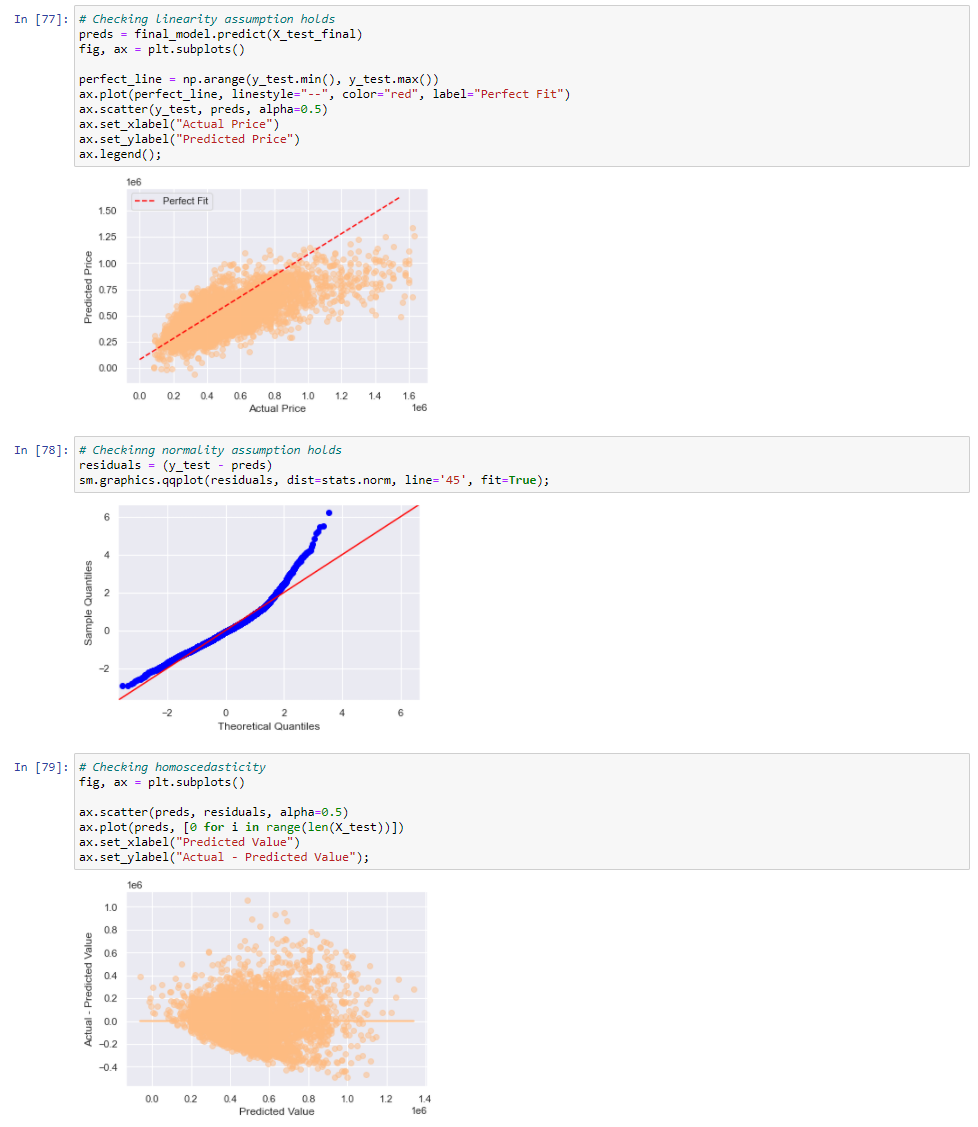 In [77]: # Checking linearity assumption holds
preds = final_model.predict(X_test_final)
fig, ax = plt.subplots()
perfect_line = np.arange(y_test.min(), y_test.max())
ax.plot(perfect_line, linestyle="--", color="red", label="Perfect Fit")
ax.scatter(y_test, preds, alpha=0.5)
ax.set_xlabel("Actual Price")
ax.set_ylabel("Predicted Price")
ax.legend();
1e6
Perfect Fit
1.50
1.25
1.00
0.75
0.50
0.25
0.00
Predicted Price
0.0 0.2 0.4 0.6 0.8 1.0 1.2 1.4 1.6
Actual Price
1e6
In [78]: # Checkinng normality assumption holds
residuals = (y_test - preds)
sm.graphics.qqplot(residuals, dist=stats.norm, line='45', fit=True);
6
4
2
0
−2
Sample Quantiles
−2 0 2 4 6
Theoretical Quantiles
In [79]: # Checking homoscedasticity
fig, ax = plt.subplots()
ax.scatter(preds, residuals, alpha=0.5)
ax.plot(preds, [0 for i in range(len(X_test))])
ax.set_xlabel("Predicted Value")
ax.set_ylabel("Actual - Predicted Value");
1e6
1.0
0.8
0.6
0.4
0.2
0.0
−0.2
−0.4
Actual - Predicted Value
0.0 0.2 0.4 0.6 0.8 1.0 1.2 1.4
Predicted Value
1e6